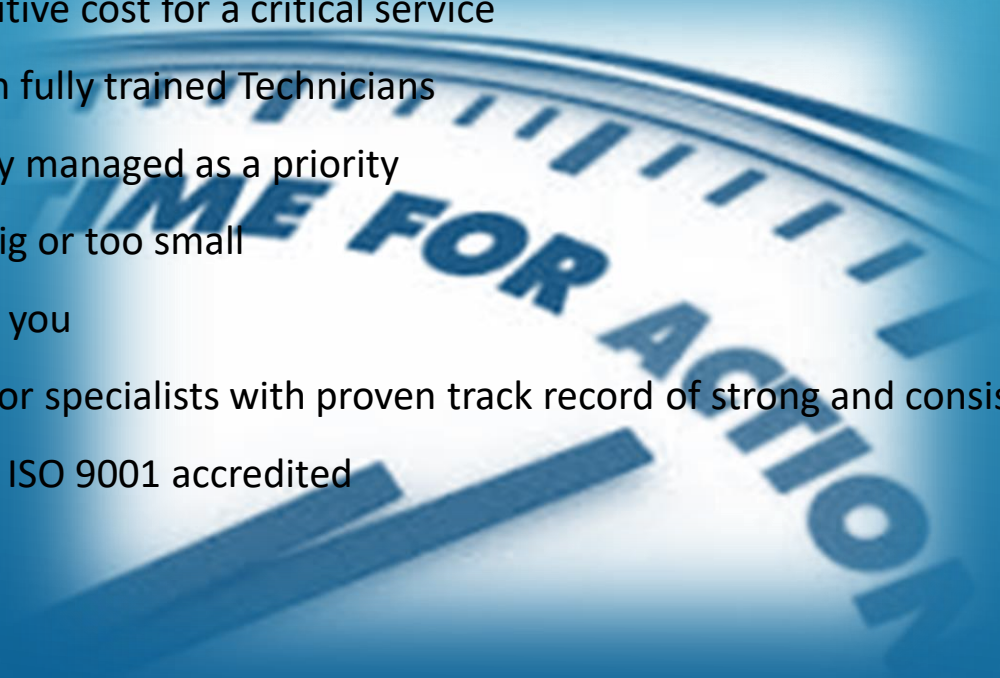 itive cost for a critical service
n fully trained Technicians
y managed as a priority
TIME FOR ACTION
ig or too small
you
or specialists with proven track record of strong and consis
ISO 9001 accredited